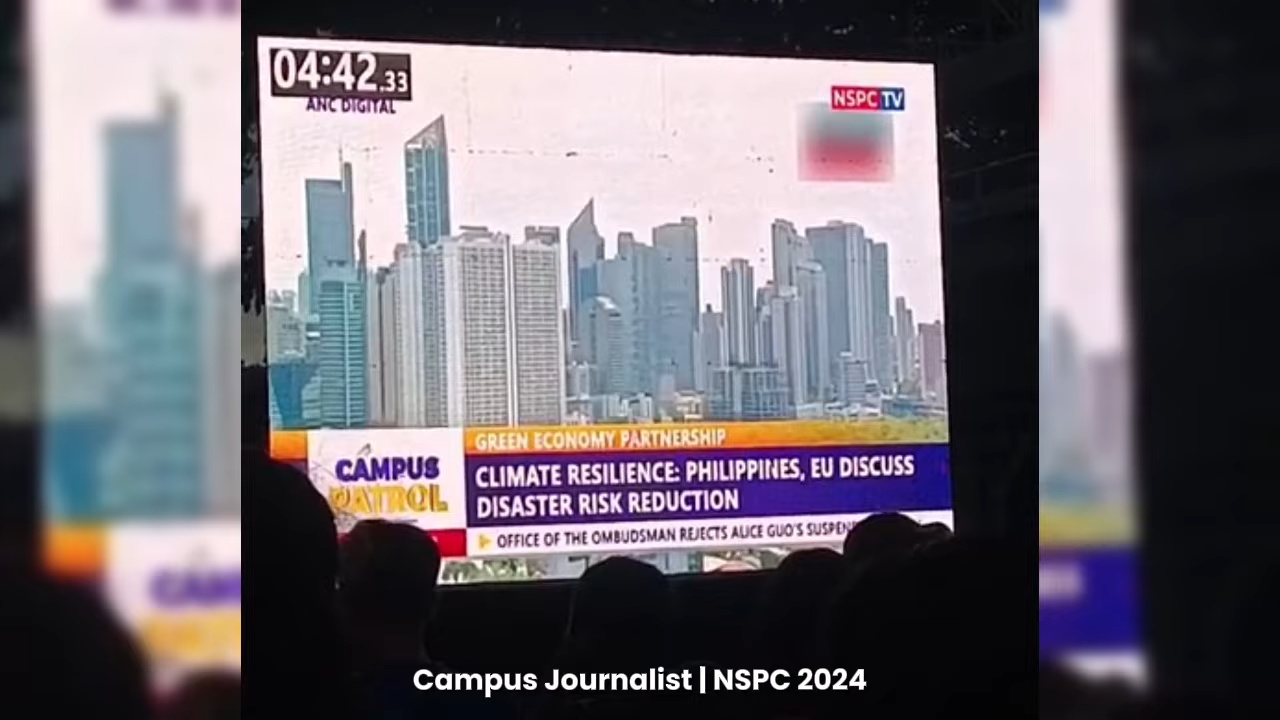 04:42.33
ANC DIGITAL
NSPC TV
GREEN ECONOMY PARTNERSHIP
CAMPUS
PATROL
CLIMATE RESILIENCE: PHILIPPINES, EU DISCUSS
DISASTER RISK REDUCTION
OFFICE OF THE OMBUDSMAN REJECTS ALICE GUO'S
Campus Journalist | NSPC 2024